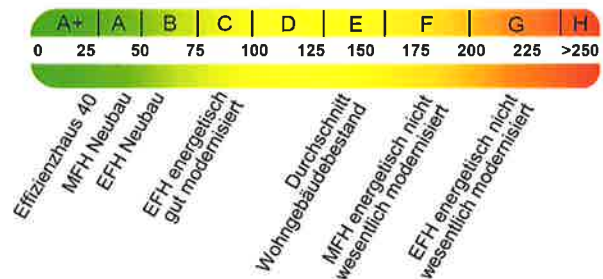 A+ A B C D E F G H
0 25 50 75 100 125 150 175 200 225 >250
Effizienzhaus 40
MFH Neubau
EFH Neubau
EFH energetisch
gut modernisiert
Durchschnitt
Wohngebäudebestand
MFH energetisch nicht
wesentlich modernisiert
EFH energetisch nicht
wesentlich modernisiert